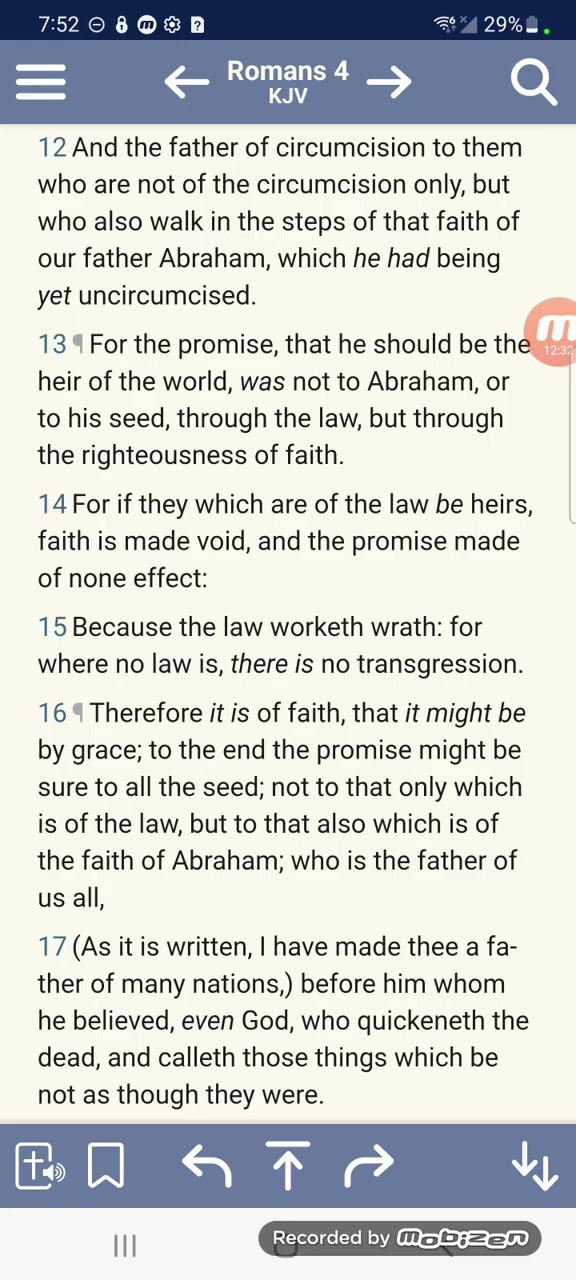 7:52
29%
Romans 4
KJV
12 And the father of circumcision to them
who are not of the circumcision only, but
who also walk in the steps of that faith of
our father Abraham, which he had being
yet uncircumcised.
13 ¶ For the promise, that he should be the
heir of the world, was not to Abraham, or
to his seed, through the law, but through
the righteousness of faith.
14 For if they which are of the law be heirs,
faith is made void, and the promise made
of none effect:
15 Because the law worketh wrath: for
where no law is, there is no transgression.
16 ¶ Therefore it is of faith, that it might be
by grace; to the end the promise might be
sure to all the seed; not to that only which
is of the law, but to that also which is of
the faith of Abraham; who is the father of
us all,
17 (As it is written, I have made thee a fa-
ther of many nations,) before him whom
he believed, even God, who quickeneth the
dead, and calleth those things which be
not as though they were.
m
12:32
Recorded by mobizen